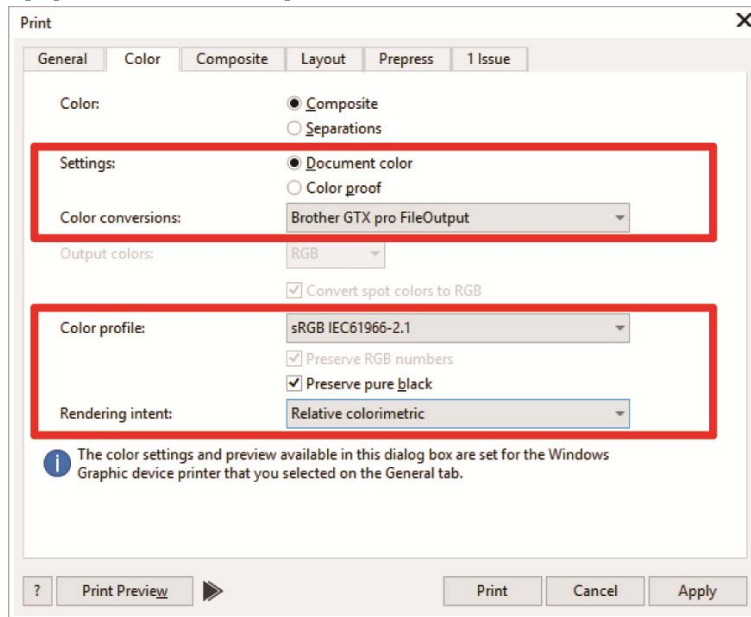 Print
General Color Composite Layout Prepress 1 Issue
Color: Composite
Separations
Settings: Document color
Color proof
Color conversions: Brother GTX pro FileOutput
Output colors: RGB
Convert spot colors to RGB
Color profile: sRGB IEC61966-2.1
Preserve RGB numbers
Preserve pure black
Rendering intent: Relative colorimetric
The color settings and preview available in this dialog box are set for the Windows
Graphic device printer that you selected on the General tab.
? Print Preview Print Cancel Apply